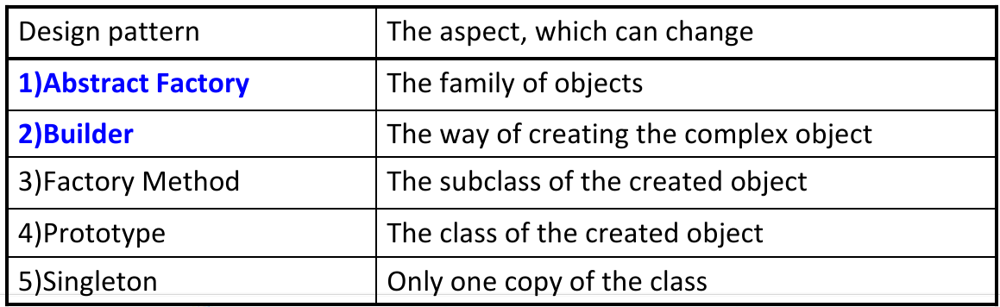 Design pattern The aspect, which can change
1)Abstract Factory The family of objects
2)Builder The way of creating the complex object
3)Factory Method The subclass of the created object
4)Prototype The class of the created object
5)Singleton Only one copy of the class